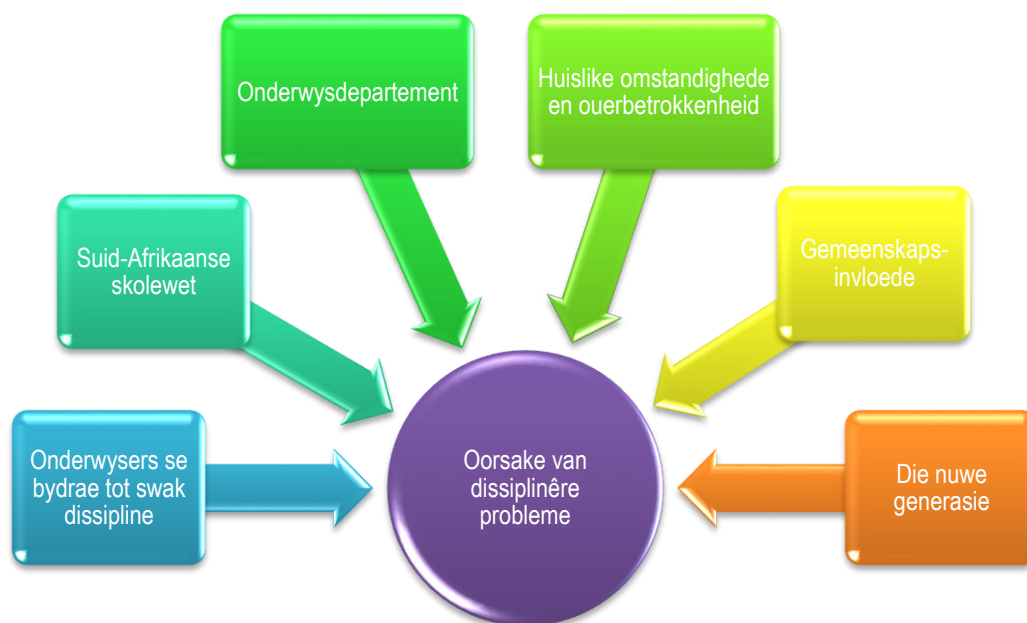 Onderwysdepartement
Huislike omstandighede
en ouerbetrokkenheid
Suid-Afrikaanse
skolewet
Gemeenskaps-
invloede
Onderwysers se
bydrae tot swak
dissipline
Oorsake van
dissiplinêre
probleme
Die nuwe
generasie